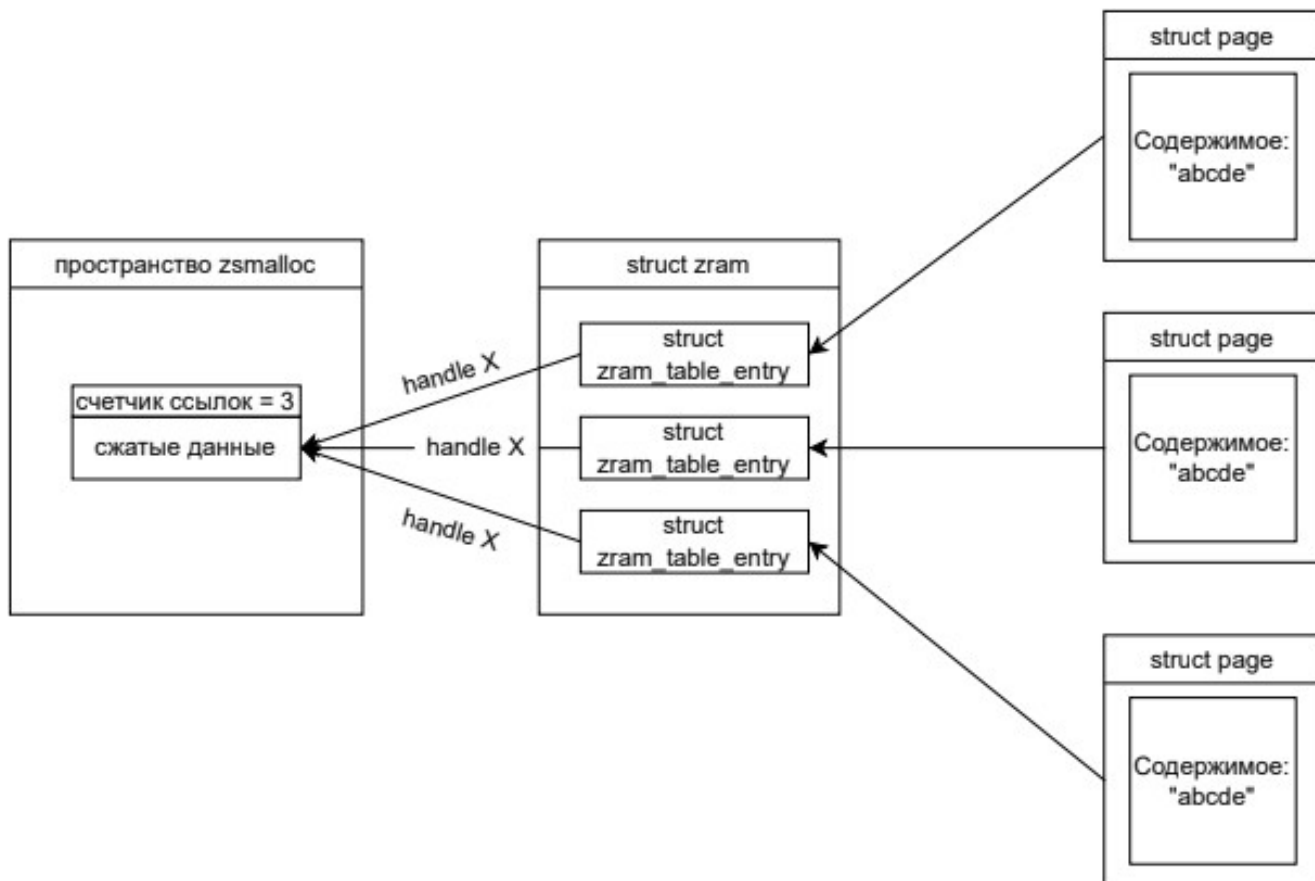 пространство zsmalloc
счетчик ссылок = 3
сжатые данные
handle X
handle X
handle X
struct zram
struct
zram_table_entry
struct
zram_table_entry
struct
zram_table_entry
struct page
Содержимое:
"abcde"
struct page
Содержимое:
"abcde"
struct page
Содержимое:
"abcde"